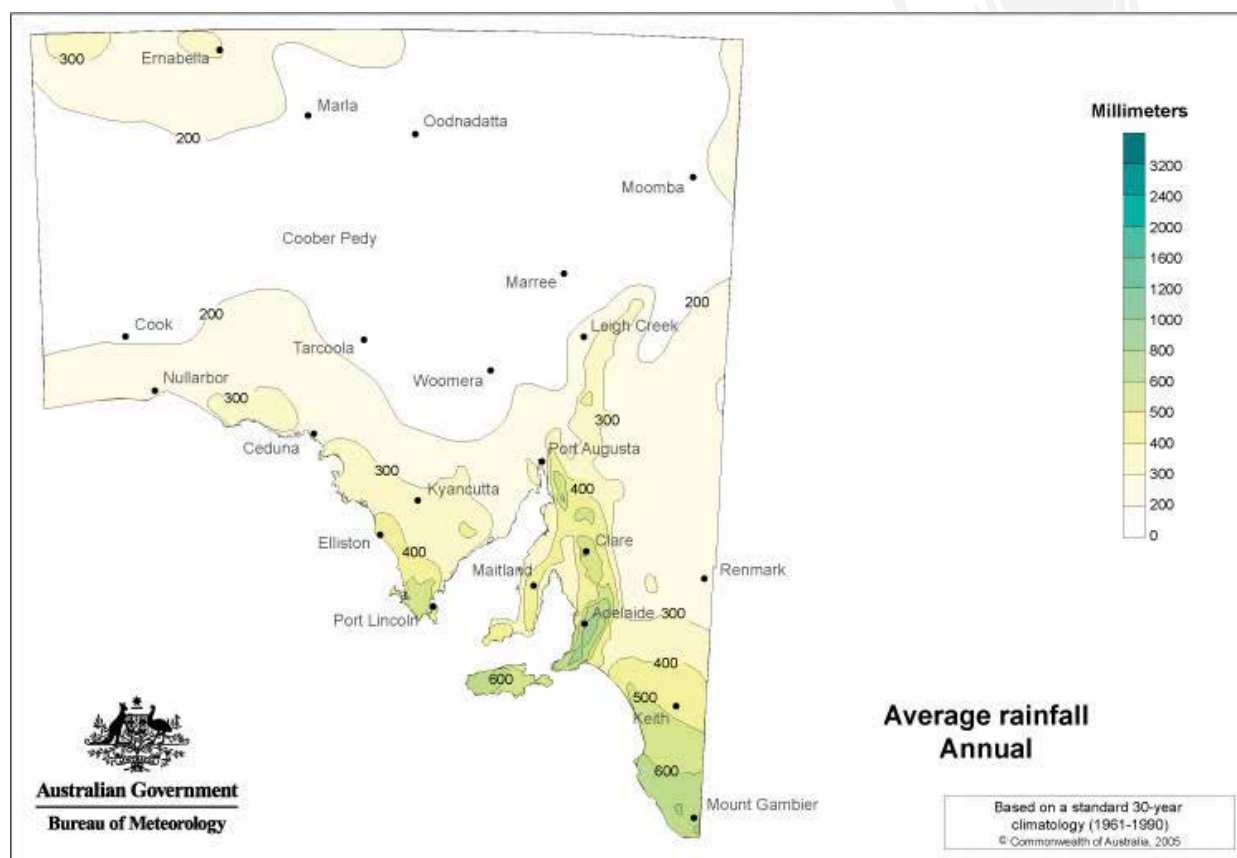 300
Ernabella
Marla
Oodnadatta
200
Moomba
Coober Pedy
Marree
200
200
Cook
Leigh Creek
Tarcoola
Woomera
Nullarbor
300
300
Ceduna
Port Augusta
300
400
Kyancutta
Elliston
400
Clare
Maitland
Renmark
Port Lincoln
Adelaide
300
400
600
500
Keith
600
Mount Gambier
Millimeters
3200
2400
2000
1600
1200
1000
800
600
500
400
300
200
0
Average rainfall
Annual
Australian Government
Bureau of Meteorology
Based on a standard 30-year
climatology (1961-1990)
© Commonwealth of Australia, 2005